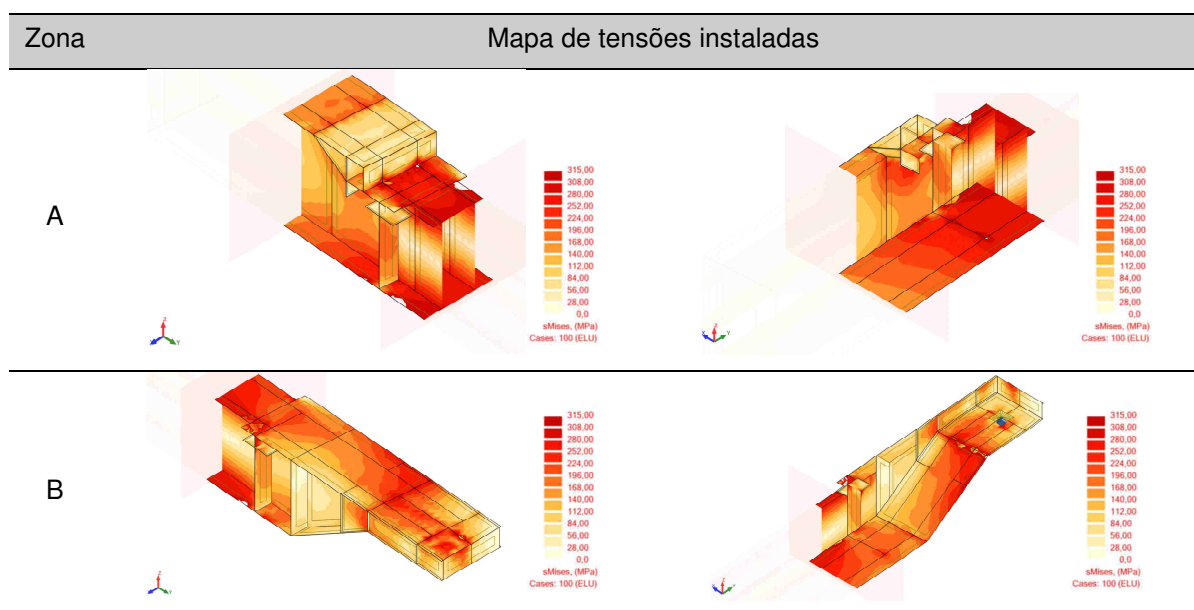 Zona Mapa de tensões instaladas
A
315,00
308,00
280,00
252,00
224,00
196,00
168,00
140,00
112,00
84,00
56,00
28,00
0,0
sMises, (MPa)
Cases: 100 (ELU)
Z
X Y
315,00
308,00
280,00
252,00
224,00
196,00
168,00
140,00
112,00
84,00
56,00
28,00
0,0
sMises, (MPa)
Cases: 100 (ELU)
Z
X Y
B
315,00
308,00
280,00
252,00
224,00
196,00
168,00
140,00
112,00
84,00
56,00
28,00
0,0
sMises, (MPa)
Cases: 100 (ELU)
Z
X Y
315,00
308,00
280,00
252,00
224,00
196,00
168,00
140,00
112,00
84,00
56,00
28,00
0,0
sMises, (MPa)
Cases: 100 (ELU)
Z
X Y